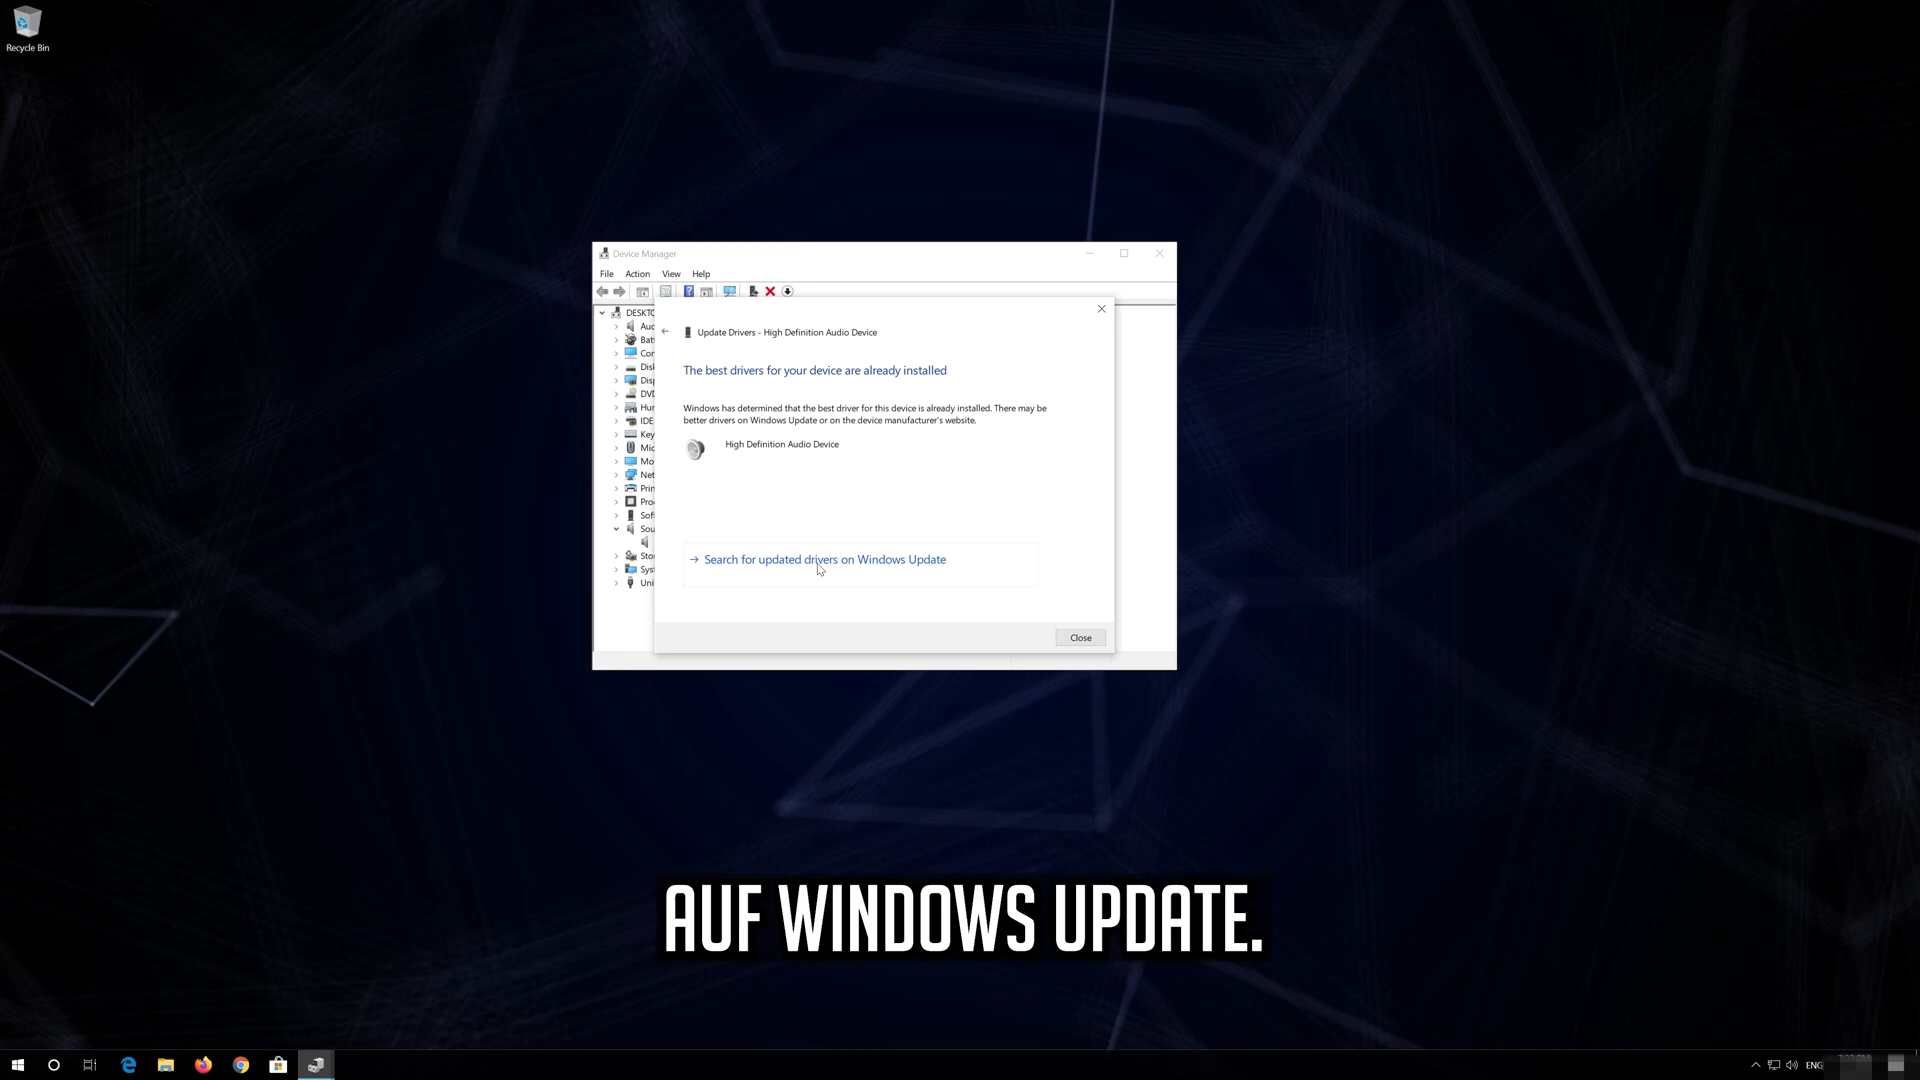 Recycle Bin
Device Manager
File Action View Help
Update Drivers - High Definition Audio Device
The best drivers for your device are already installed
Windows has determined that the best driver for this device is already installed. There may be
better drivers on Windows Update or on the device manufacturer's website.
High Definition Audio Device
Search for updated drivers on Windows Update
Close
DVD
IDE
AUF WINDOWS UPDATE.
ENG